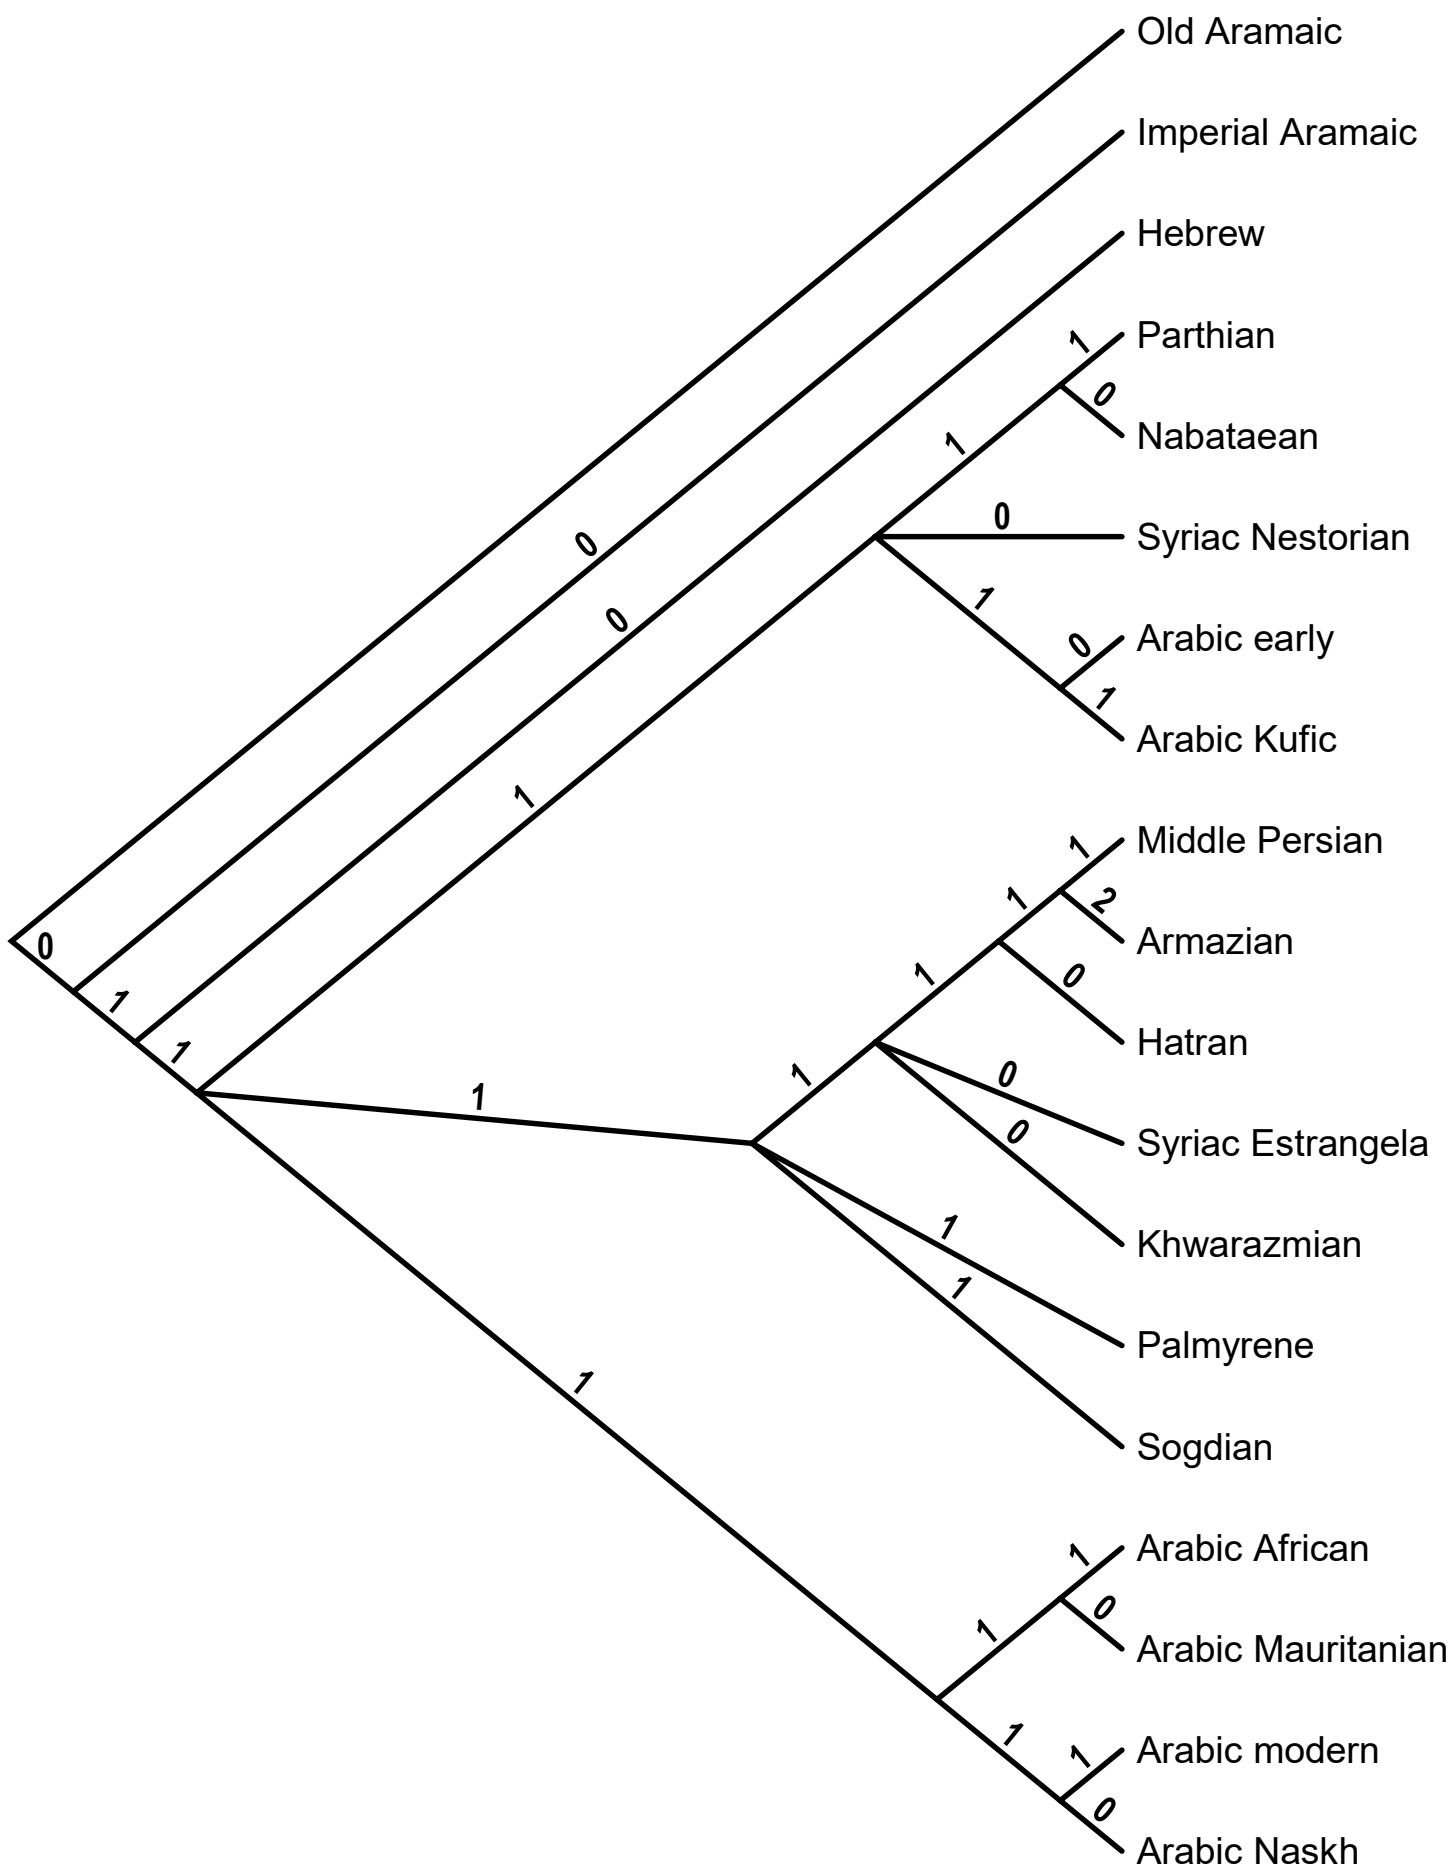 Old Aramaic
Imperial Aramaic
Hebrew
1 Parthian
0
1 Nabataean
0 Syriac Nestorian
0
1
0 Arabic early
0
1 Arabic Kufic
1
1 Middle Persian
1 2
0 1 Armazian
0
1 Hatran
1
1 0
1 Syriac Estrangela
0
1 Khwarazmian
1
1 Palmyrene
1 Sogdian
1 Arabic African
0
1 Arabic Mauritanian
1 1 Arabic modern
0
Arabic Naskh